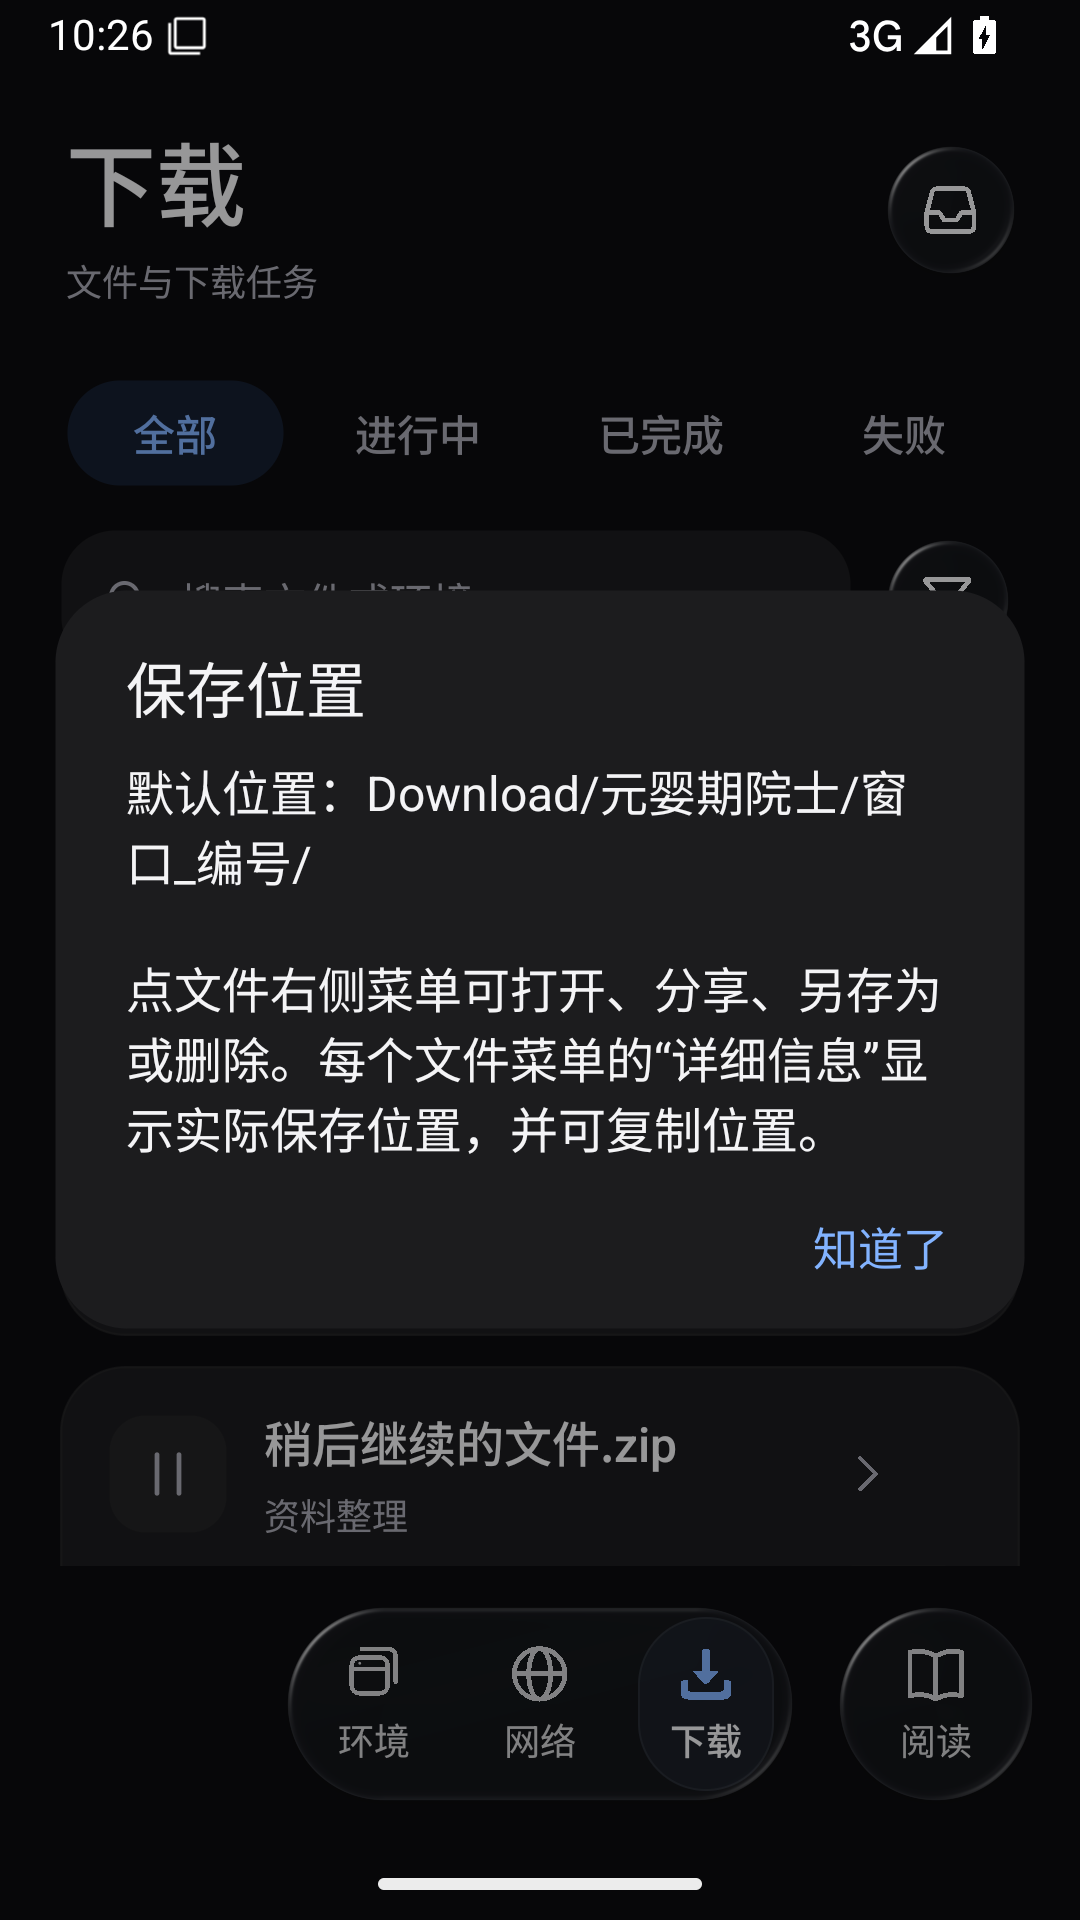 10:26
3G
下载
文件与下载任务
全部
进行中
已完成
失败
保存位置
默认位置：Download/元婴期院士/窗
口_编号/
点文件右侧菜单可打开、分享、另存为
或删除。每个文件菜单的“详细信息”显
示实际保存位置，并可复制位置。
知道了
稍后继续的文件.zip
资料整理
环境
网络
下载
阅读